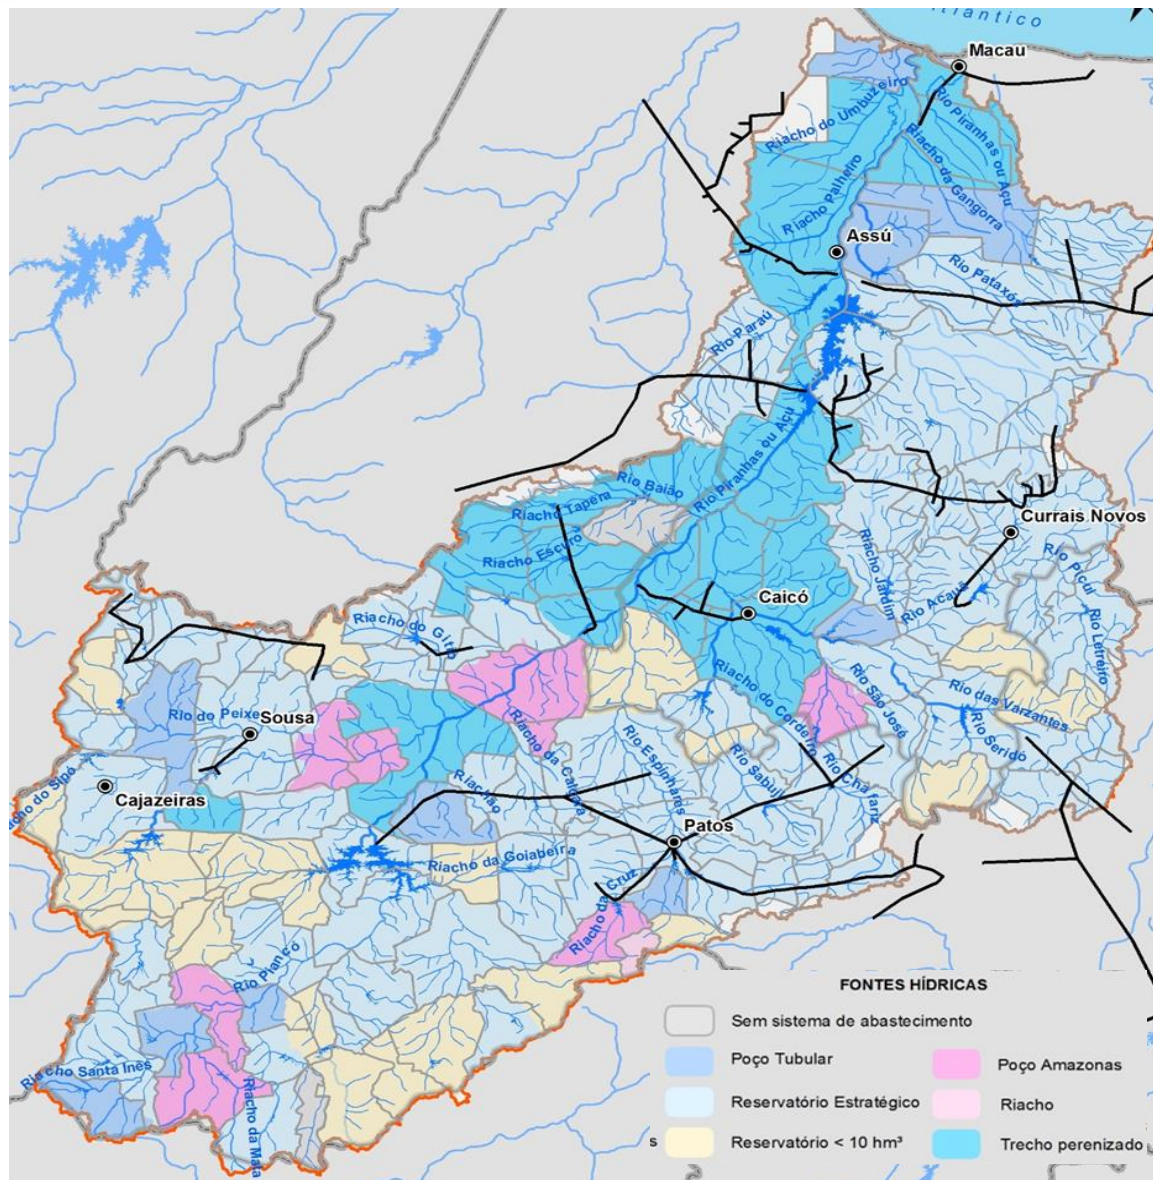 tlântico
Macau
Riacho do Umbuzeiro
Rio Piranhas ou Açu
Riacho da Gangorra
Riacho Palheiro
Assú
Rio Pataxós
Rio Paraú
Rio Piranhas ou Açu
Rio Baião
Riacho Tapera
Riacho Escuro
Currais Novos
Riacho Jardim
Rio Picuí
Rio Acauã
Rio Letreiro
Caicó
Riacho do Gito
Riacho do Cordeiro
Rio São José
Rio das Varzantes
Rio do Peixe
Sousa
Riacho da Caldera
Rio Espinharas
Rio Sabuji
Rio Chafariz
Rio Seridó
Cajazeiras
Riachão
Patos
Riacho da Goiabeira
Riacho da Cruz
Rio Piancó
Riacho Santa Inês
Riacho da Mata
FONTES HÍDRICAS
Sem sistema de abastecimento
Poço Tubular
Poço Amazonas
Reservatório Estratégico
Riacho
s
Reservatório < 10 hm³
Trecho perenizado